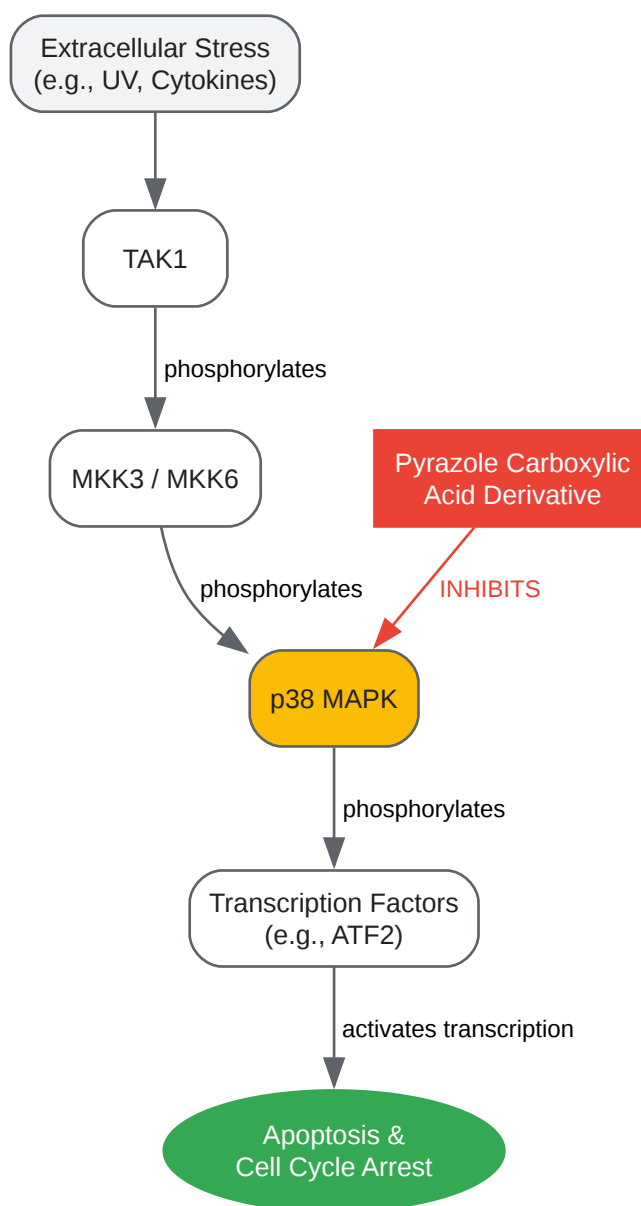 Extracellular Stress
(e.g., UV, Cytokines)
TAK1
phosphorylates
MKK3 / MKK6
Pyrazole Carboxylic
Acid Derivative
phosphorylates
INHIBITS
p38 MAPK
phosphorylates
Transcription Factors
(e.g., ATF2)
activates transcription
Apoptosis &
Cell Cycle Arrest